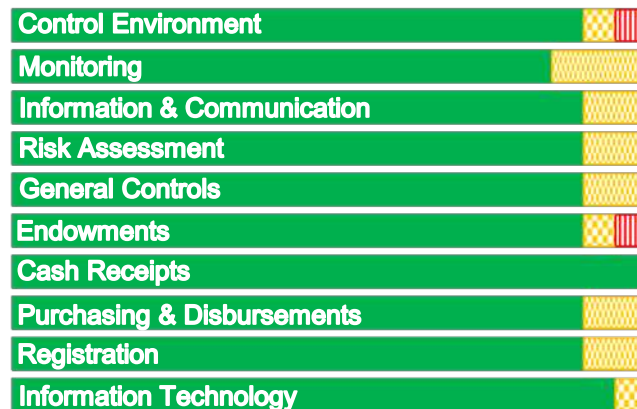 Control Environment
Monitoring
Information & Communication
Risk Assessment
General Controls
Endowments
Cash Receipts
Purchasing & Disbursements
Registration
Information Technology